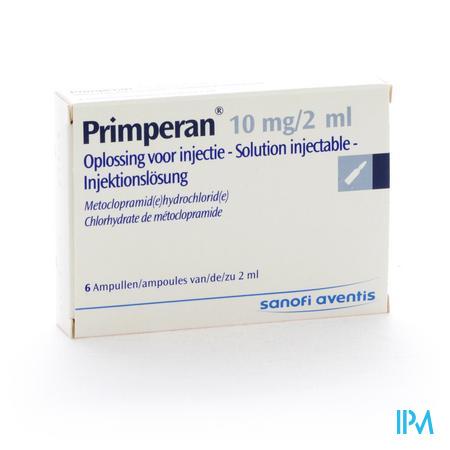 Primperan® 10 mg/2 ml
Oplossing voor injectie - Solution injectable -
Injektionslösung
Metoclopramid(e)hydrochlorid(e)
Chlorhydrate de métoclopramide
6 Ampullen/ampoules van/de/zu 2 ml
sanofi aventis
IPM